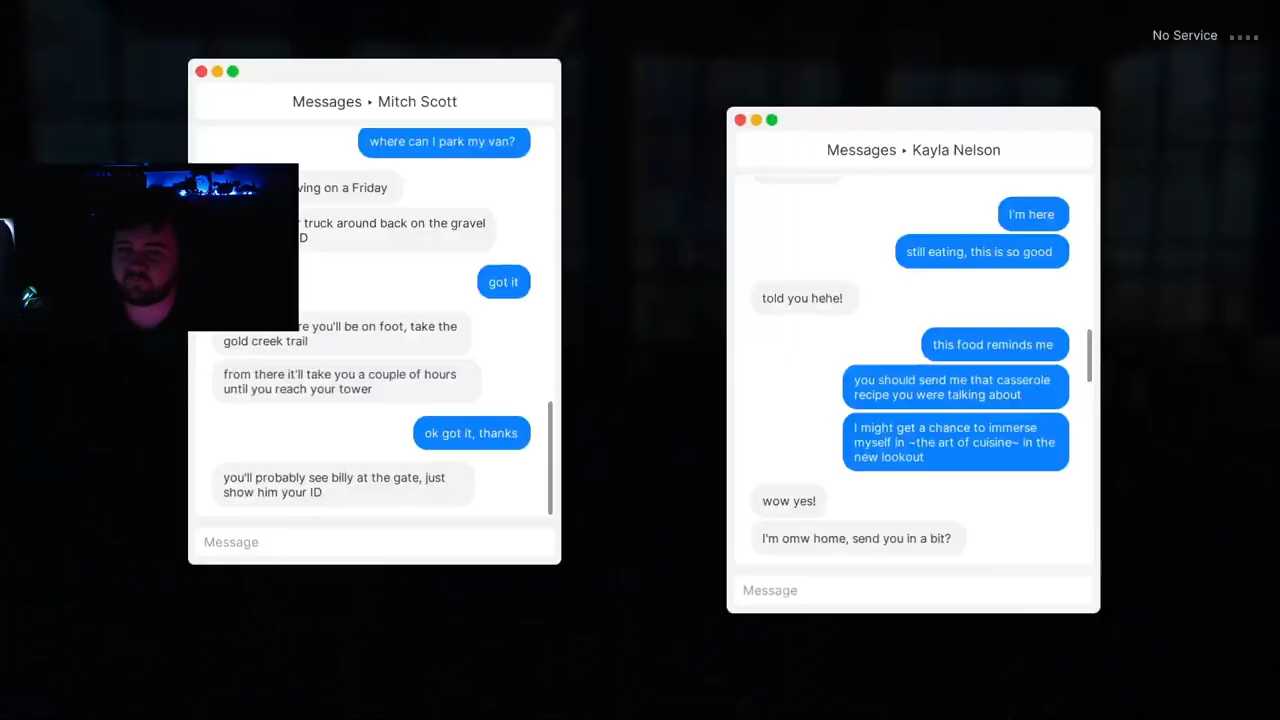 No Service
Messages ▸ Mitch Scott
where can I park my van?
ving on a Friday
truck around back on the gravel
got it
you'll be on foot, take the
gold creek trail
from there it'll take you a couple of hours
until you reach your tower
ok got it, thanks
you'll probably see billy at the gate, just
show him your ID
Message
Messages ▸ Kayla Nelson
I'm here
still eating, this is so good
told you hehe!
this food reminds me
you should send me that casserole
recipe you were talking about
I might get a chance to immerse
myself in ~the art of cuisine~ in the
new lookout
wow yes!
I'm omw home, send you in a bit?
Message